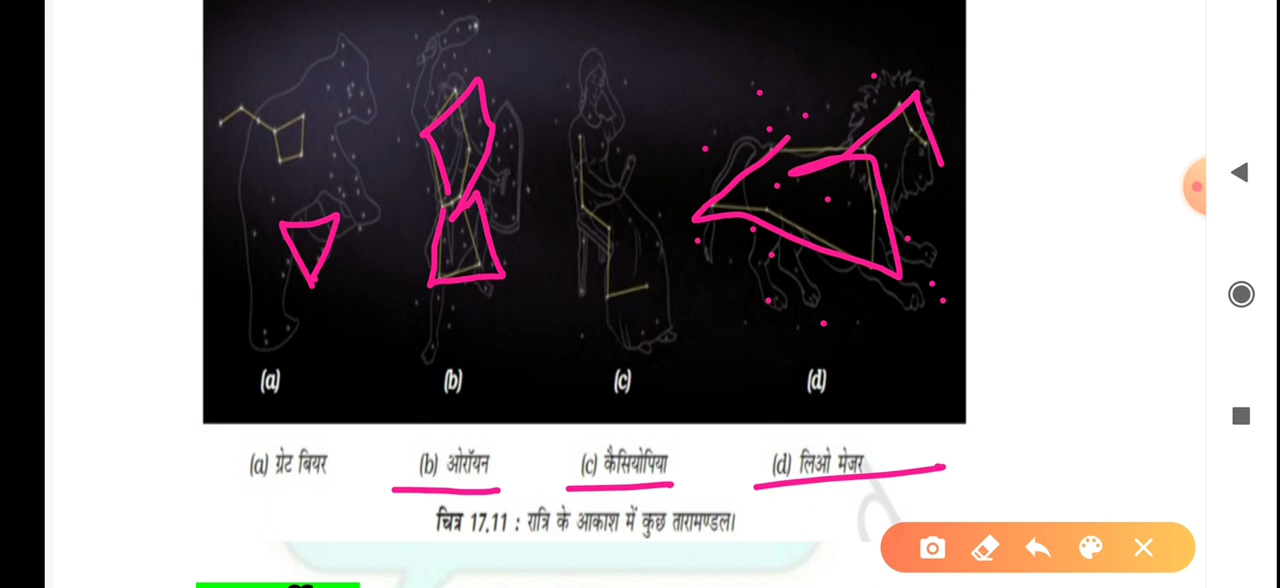 (a) (b) (c) (d)
(a) ग्रेट बियर (b) ओरॉयन (c) कैसियोपिया (d) लिओ मेजर
चित्र 17.11 : रात्रि के आकाश में कुछ तारामण्डल।